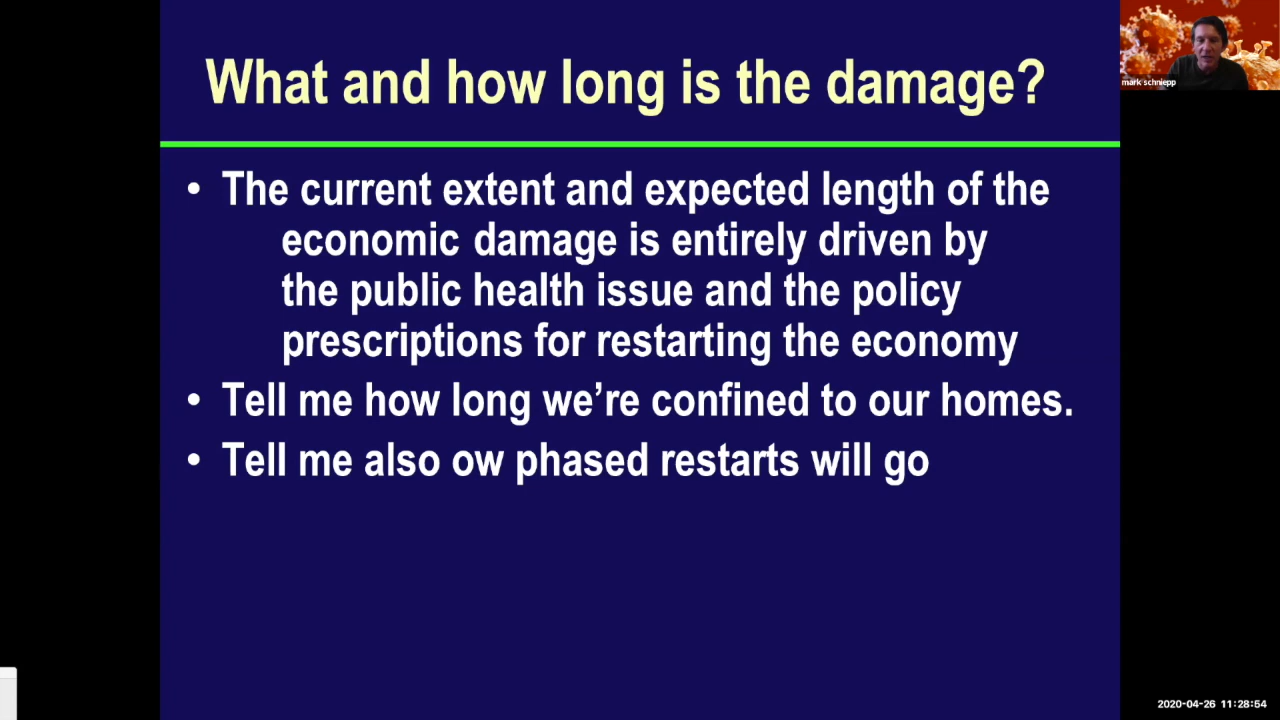 What and how long is the damage?
mark schniepp
• The current extent and expected length of the
economic damage is entirely driven by
the public health issue and the policy
prescriptions for restarting the economy
• Tell me how long we’re confined to our homes.
• Tell me also ow phased restarts will go
2020-04-26 11:28:54